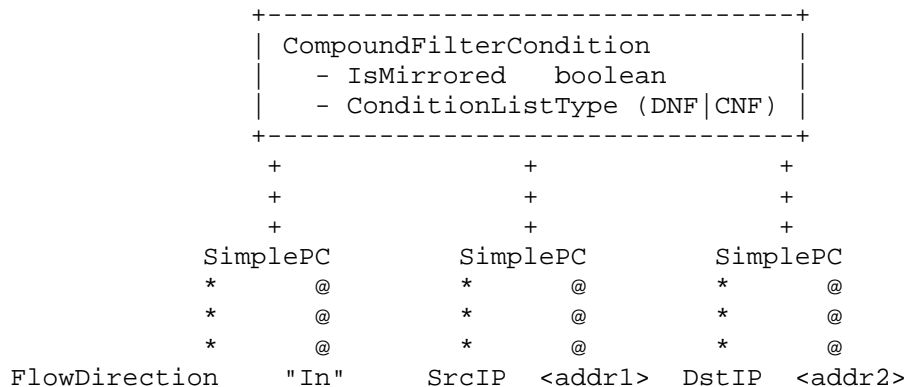 +---------------------------------+
| CompoundFilterCondition |
| - IsMirrored boolean |
| - ConditionListType (DNF|CNF) |
+---------------------------------+
+ + +
+ + +
+ + +
SimplePC SimplePC SimplePC
* @ * @ * @
* @ * @ * @
* @ * @ * @
FlowDirection "In" SrcIP <addr1> DstIP <addr2>